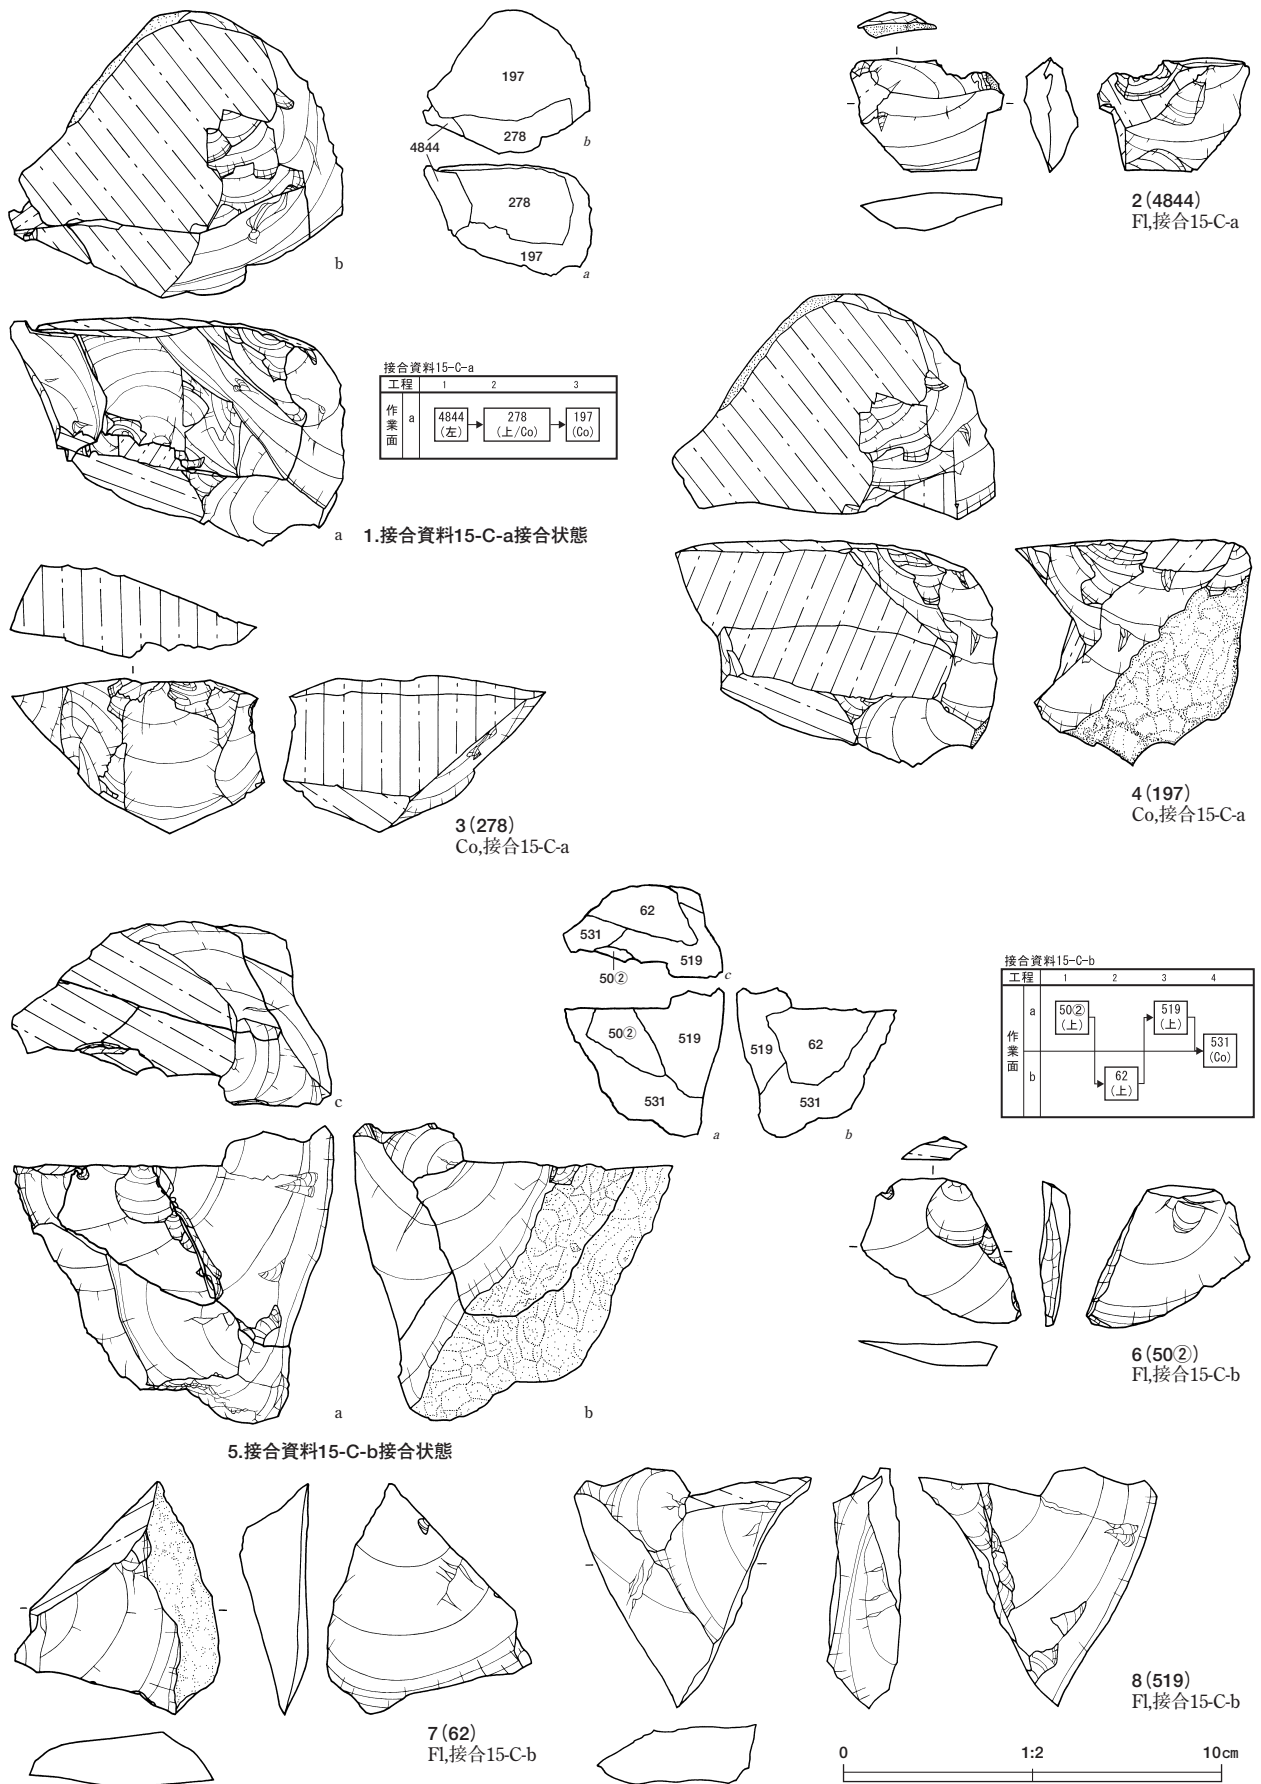 b
197
278
4844
b
278
197
a
2(4844)
Fl,接合15-C-a
a
1.接合資料15-C-a接合状態
接合資料15-C-a
工程 1 2 3
作業面 a
4844
(左)
278
(上/Co)
197
(Co)
3(278)
Co,接合15-C-a
4(197)
Co,接合15-C-a
c
62
531
519
50②
c
50②
519
531
a
519
62
531
b
接合資料15-C-b
工程 1 2 3 4
作業面 a b
50②
(上)
519
(上)
531
(Co)
62
(上)
a
b
5.接合資料15-C-b接合状態
6(50②)
Fl,接合15-C-b
7(62)
Fl,接合15-C-b
8(519)
Fl,接合15-C-b
0 1:2 10cm